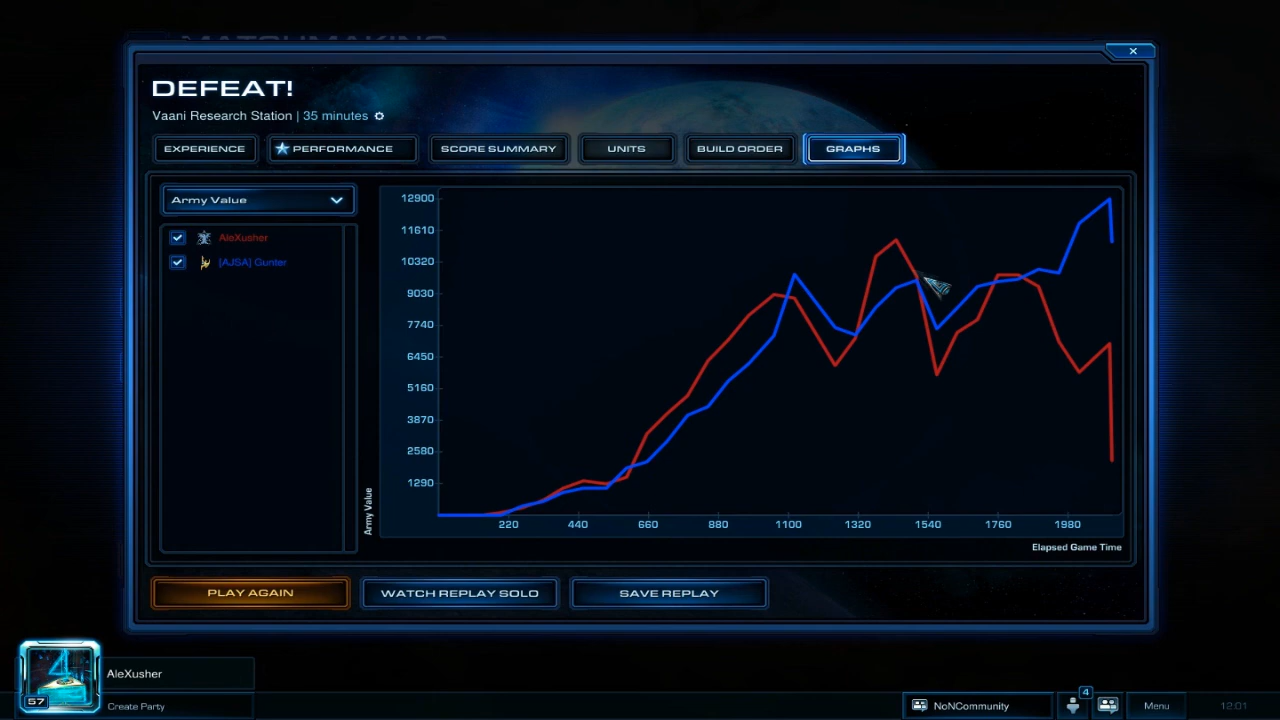 MATCHMAKING
DEFEAT!
Vaani Research Station | 35 minutes
EXPERIENCE PERFORMANCE SCORE SUMMARY UNITS BUILD ORDER GRAPHS
Army Value
AleXusher
[AJSA] Gunter
12900
11610
10320
9030
7740
6450
5160
3870
2580
1290
Army Value
220 440 660 880 1100 1320 1540 1760 1980
Elapsed Game Time
PLAY AGAIN WATCH REPLAY SOLO SAVE REPLAY
AleXusher
57
Create Party
NoNCommunity
4
Menu
12:01